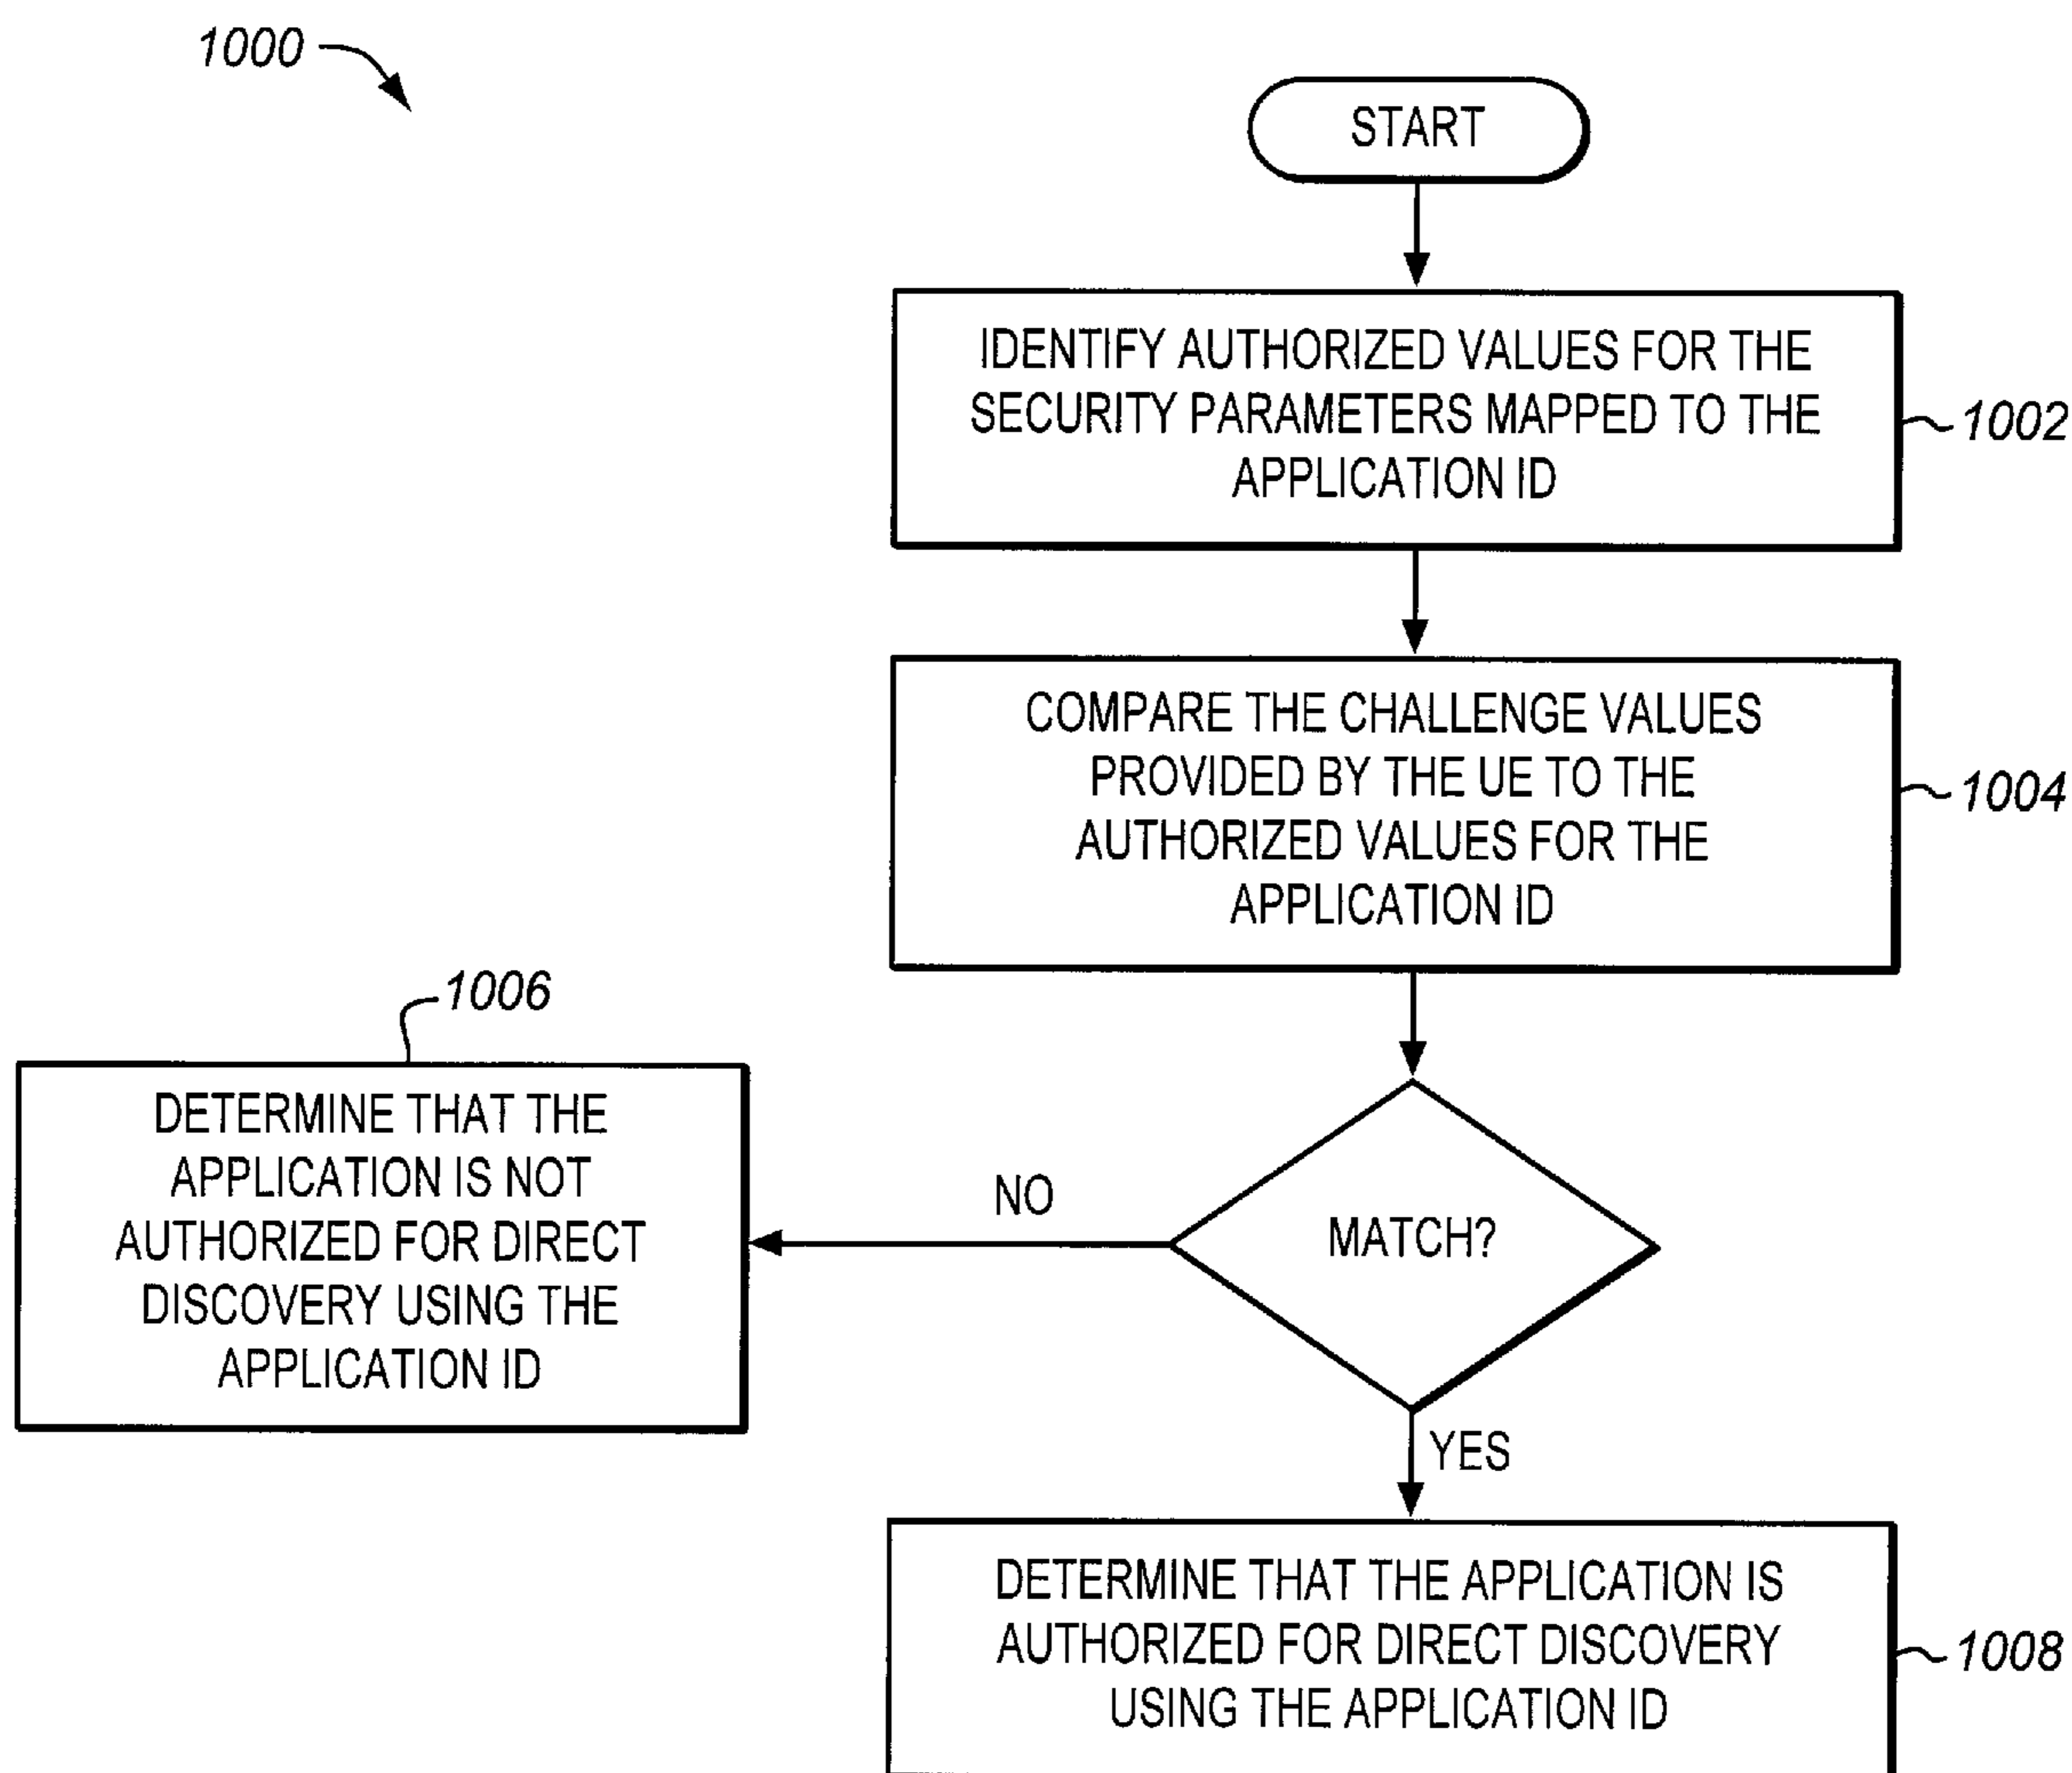 1000
START
IDENTIFY AUTHORIZED VALUES FOR THE
SECURITY PARAMETERS MAPPED TO THE
APPLICATION ID
1002
COMPARE THE CHALLENGE VALUES
PROVIDED BY THE UE TO THE
AUTHORIZED VALUES FOR THE
APPLICATION ID
1004
1006
DETERMINE THAT THE
APPLICATION IS NOT
AUTHORIZED FOR DIRECT
DISCOVERY USING THE
APPLICATION ID
NO
MATCH?
YES
DETERMINE THAT THE APPLICATION IS
AUTHORIZED FOR DIRECT DISCOVERY
USING THE APPLICATION ID
1008